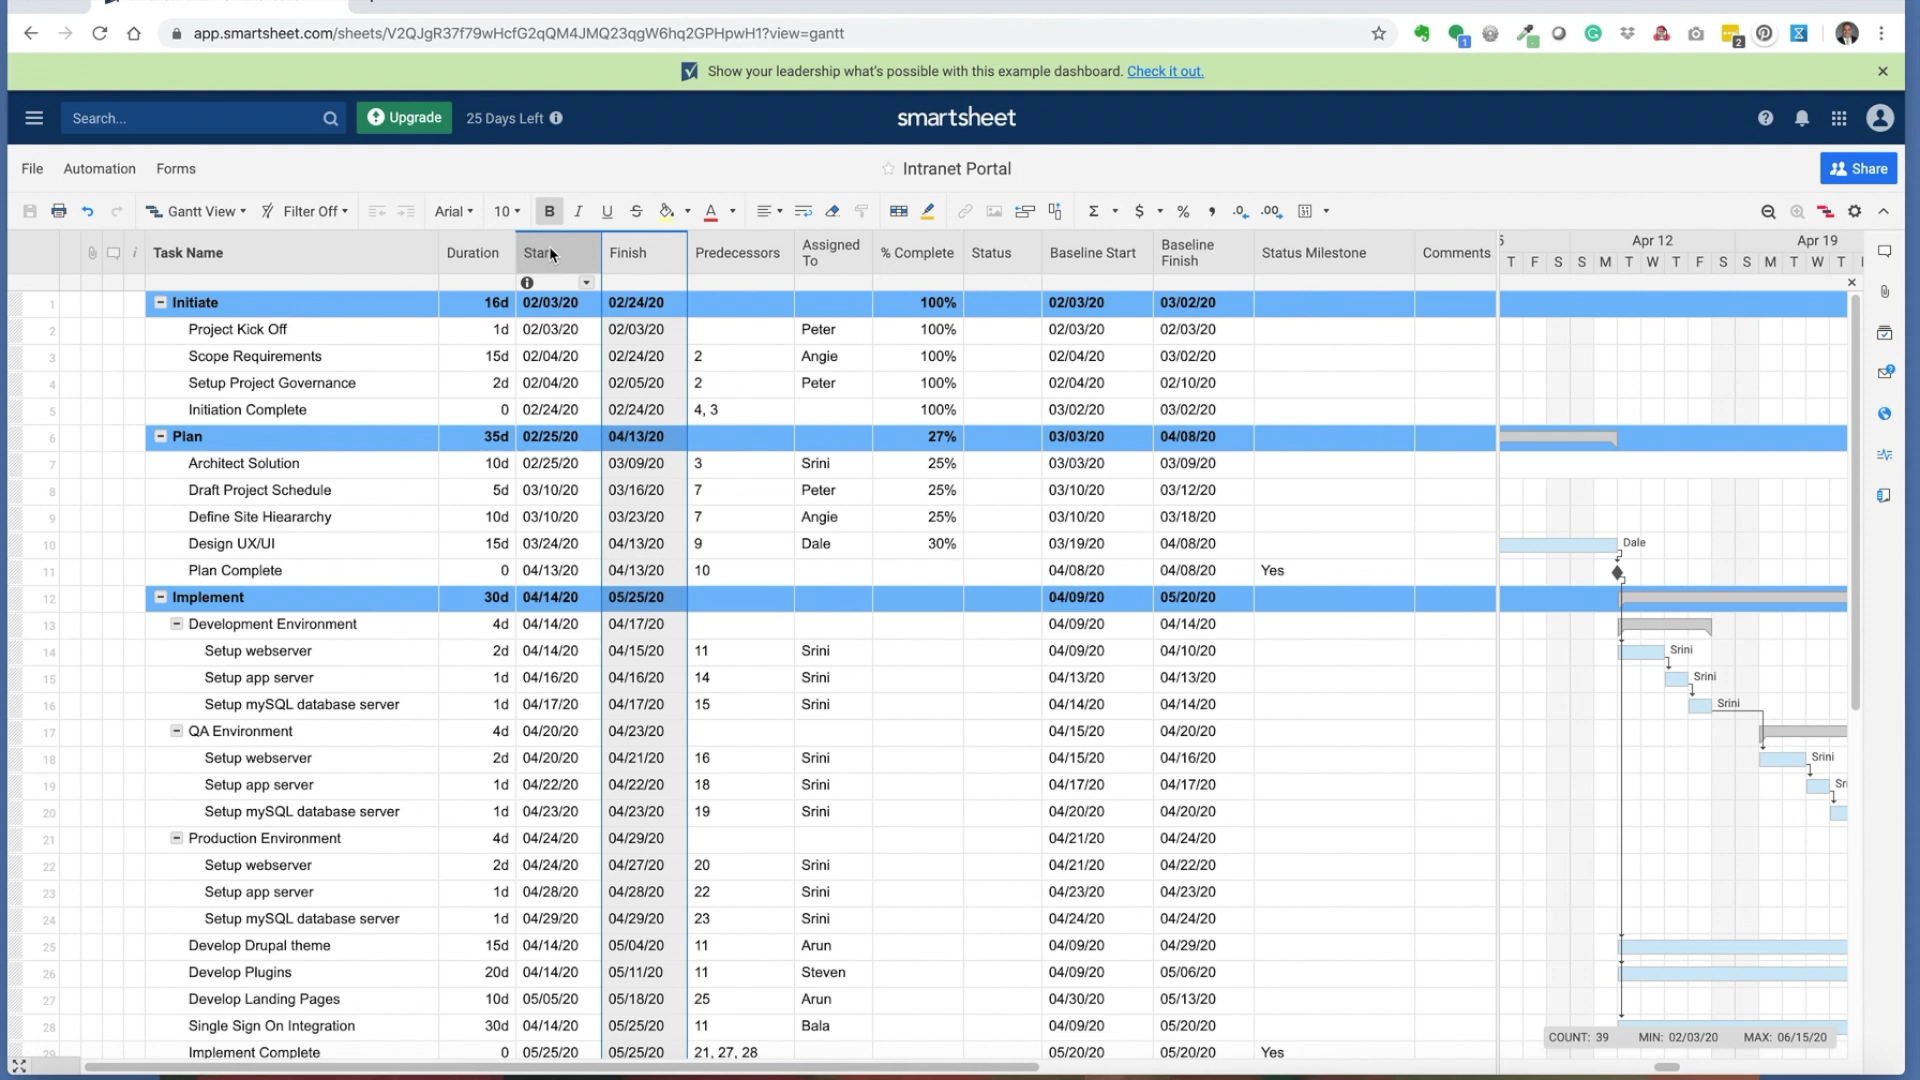 app.smartsheet.com/sheets/V2QJgR37f79wHcfG2qQM4JMQ23qgW6hq2GPHpwH1?view=gantt
1
2
Show your leadership what's possible with this example dashboard. Check it out.
Search...
Upgrade
25 Days Left
smartsheet
File
Automation
Forms
Intranet Portal
Share
Gantt View
Filter Off
Arial
10
B I U S
A
Σ $ % , .0 .00
Task Name Duration Start Finish Predecessors Assigned To % Complete Status Baseline Start Baseline Finish Status Milestone Comments
5 Apr 12 Apr 19
T F S S M T W T F S S M T W T
1 Initiate 16d 02/03/20 02/24/20 100% 02/03/20 03/02/20
2 Project Kick Off 1d 02/03/20 02/03/20 Peter 100% 02/03/20 02/03/20
3 Scope Requirements 15d 02/04/20 02/24/20 2 Angie 100% 02/04/20 03/02/20
4 Setup Project Governance 2d 02/04/20 02/05/20 2 Peter 100% 02/04/20 02/10/20
5 Initiation Complete 0 02/24/20 02/24/20 4, 3 100% 03/02/20 03/02/20
6 Plan 35d 02/25/20 04/13/20 27% 03/03/20 04/08/20
7 Architect Solution 10d 02/25/20 03/09/20 3 Srini 25% 03/03/20 03/09/20
8 Draft Project Schedule 5d 03/10/20 03/16/20 7 Peter 25% 03/10/20 03/12/20
9 Define Site Hieararchy 10d 03/10/20 03/23/20 7 Angie 25% 03/10/20 03/18/20
10 Design UX/UI 15d 03/24/20 04/13/20 9 Dale 30% 03/19/20 04/08/20 Dale
11 Plan Complete 0 04/13/20 04/13/20 10 04/08/20 04/08/20 Yes
12 Implement 30d 04/14/20 05/25/20 04/09/20 05/20/20
13 Development Environment 4d 04/14/20 04/17/20 04/09/20 04/14/20
14 Setup webserver 2d 04/14/20 04/15/20 11 Srini 04/09/20 04/10/20 Srini
15 Setup app server 1d 04/16/20 04/16/20 14 Srini 04/13/20 04/13/20 Srini
16 Setup mySQL database server 1d 04/17/20 04/17/20 15 Srini 04/14/20 04/14/20 Srini
17 QA Environment 4d 04/20/20 04/23/20 04/15/20 04/20/20
18 Setup webserver 2d 04/20/20 04/21/20 16 Srini 04/15/20 04/16/20 Srini
19 Setup app server 1d 04/22/20 04/22/20 18 Srini 04/17/20 04/17/20 Sri
20 Setup mySQL database server 1d 04/23/20 04/23/20 19 Srini 04/20/20 04/20/20
21 Production Environment 4d 04/24/20 04/29/20 04/21/20 04/24/20
22 Setup webserver 2d 04/24/20 04/27/20 20 Srini 04/21/20 04/22/20
23 Setup app server 1d 04/28/20 04/28/20 22 Srini 04/23/20 04/23/20
24 Setup mySQL database server 1d 04/29/20 04/29/20 23 Srini 04/24/20 04/24/20
25 Develop Drupal theme 15d 04/14/20 05/04/20 11 Arun 04/09/20 04/29/20
26 Develop Plugins 20d 04/14/20 05/11/20 11 Steven 04/09/20 05/06/20
27 Develop Landing Pages 10d 05/05/20 05/18/20 25 Arun 04/30/20 05/13/20
28 Single Sign On Integration 30d 04/14/20 05/25/20 11 Bala 04/09/20 05/20/20
29 Implement Complete 0 05/25/20 05/25/20 21, 27, 28 05/20/20 05/20/20 Yes
COUNT: 39 MIN: 02/03/20 MAX: 06/15/20